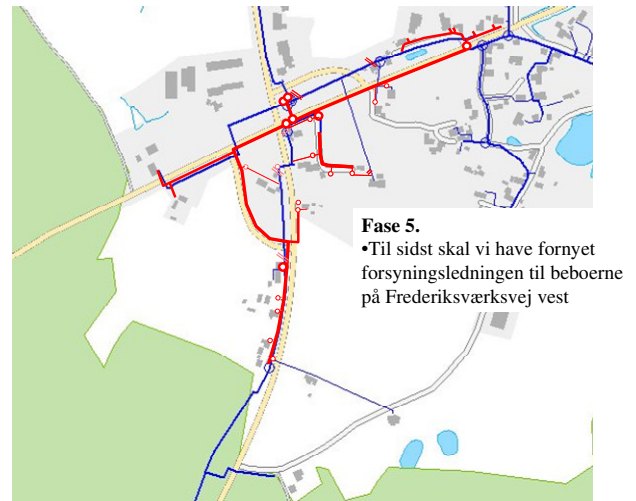 Fase 5.
•Til sidst skal vi have fornyet
forsyningsledningen til beboerne
på Frederiksværksvej vest